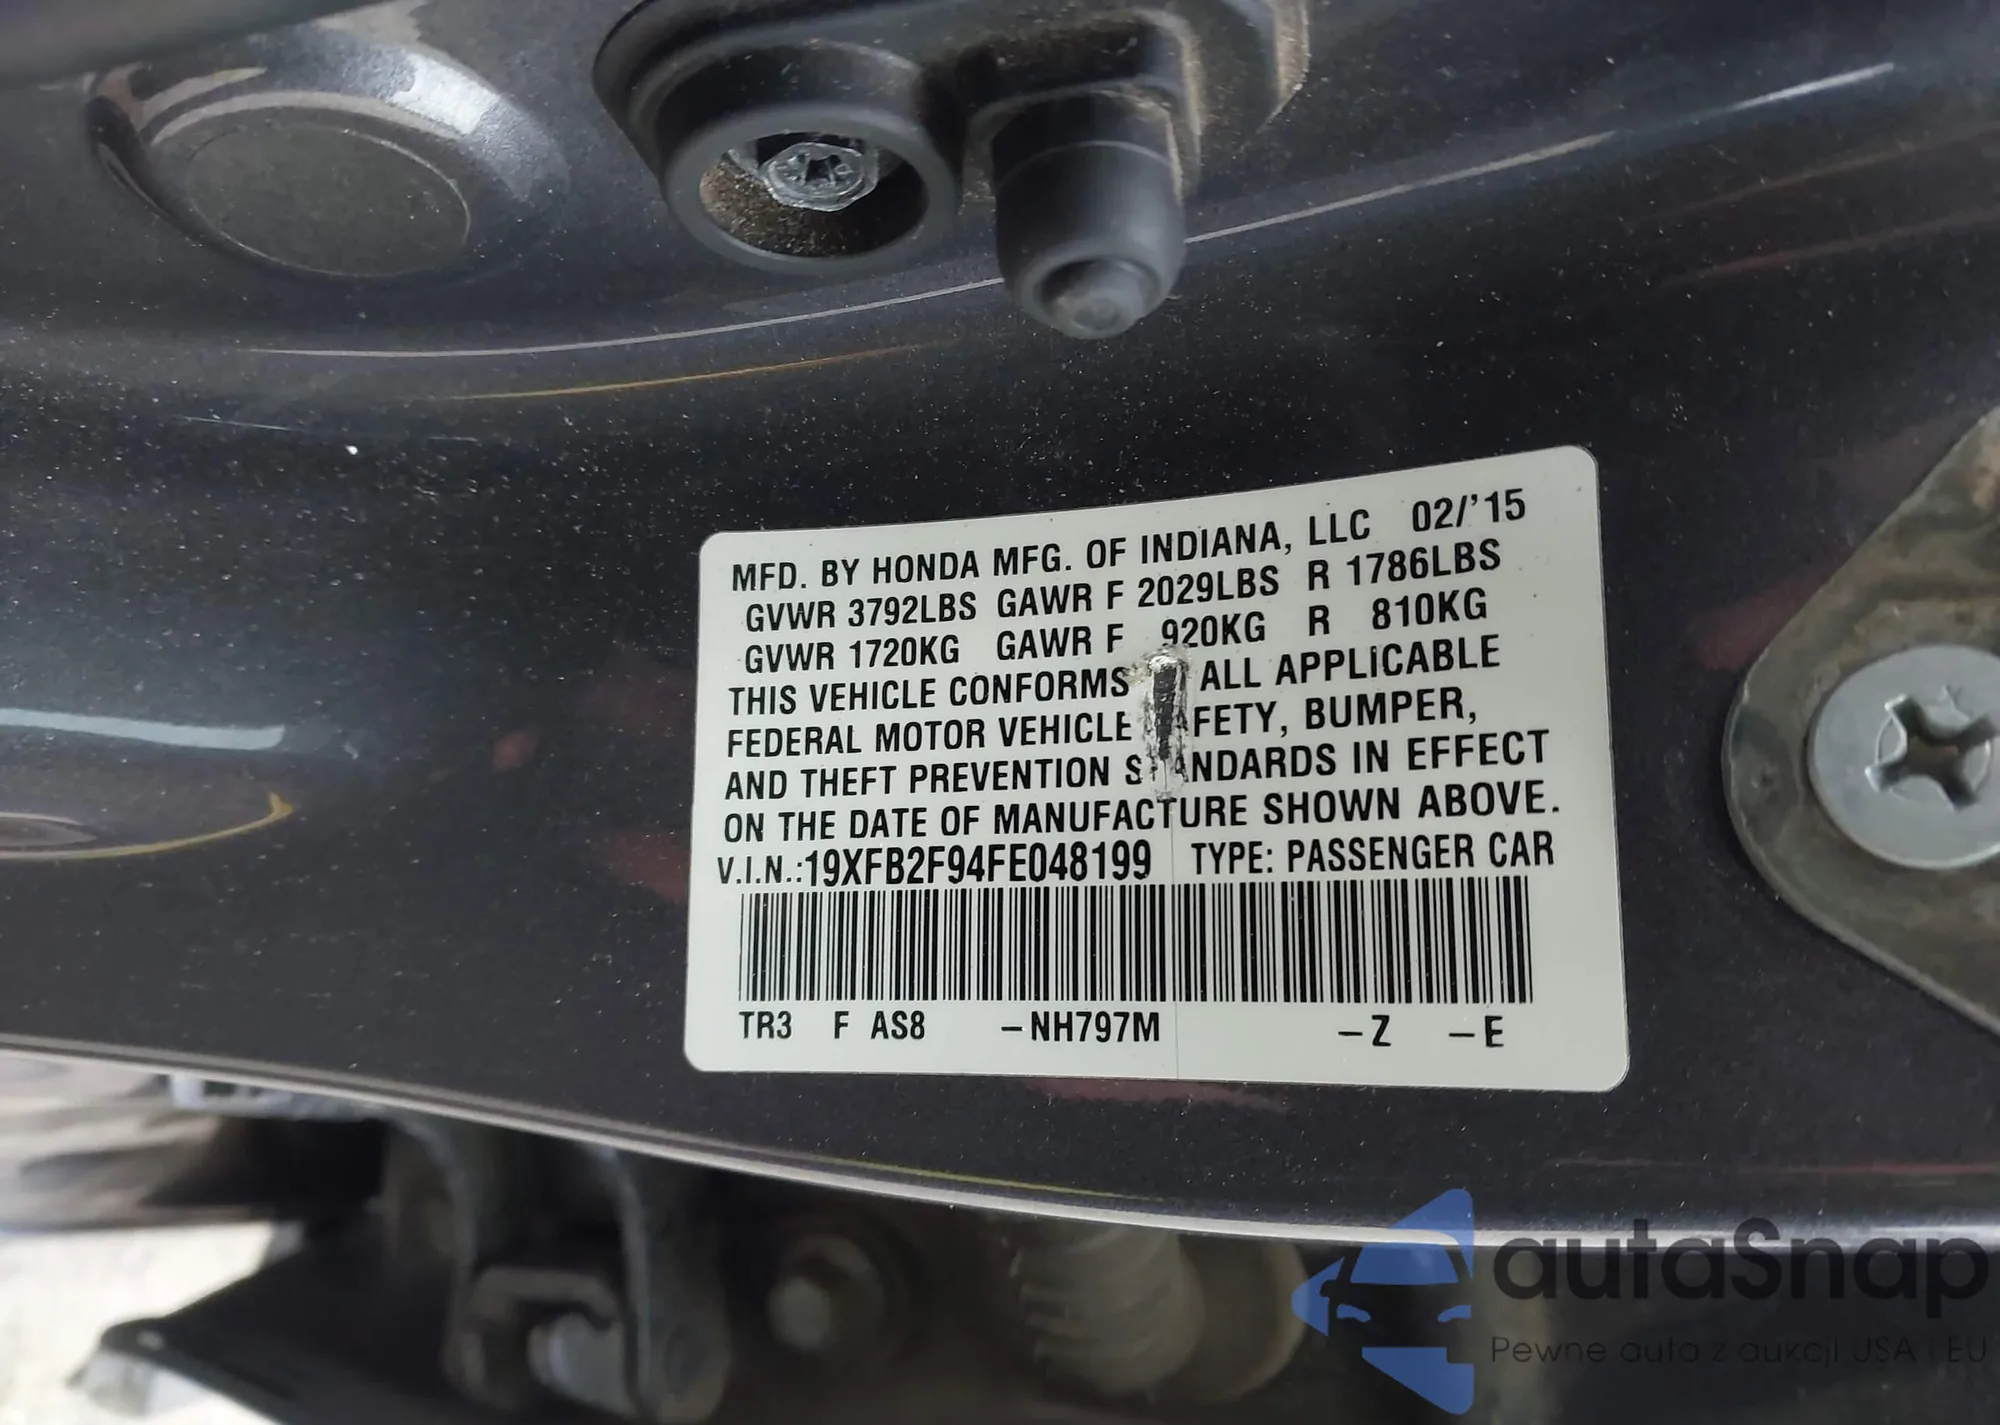 MFD. BY HONDA MFG. OF INDIANA, LLC 02/'15
GVWR 3792LBS GAWR F 2029LBS R 1786LBS
GVWR 1720KG GAWR F 920KG R 810KG
THIS VEHICLE CONFORMS ALL APPLICABLE
FEDERAL MOTOR VEHICLE SAFETY, BUMPER,
AND THEFT PREVENTION STANDARDS IN EFFECT
ON THE DATE OF MANUFACTURE SHOWN ABOVE.
V.I.N.:19XFB2F94FE048199 TYPE: PASSENGER CAR
TR3 F AS8 -NH797M -Z -E
autaSnap
Pewne auta z aukcji USA i EU